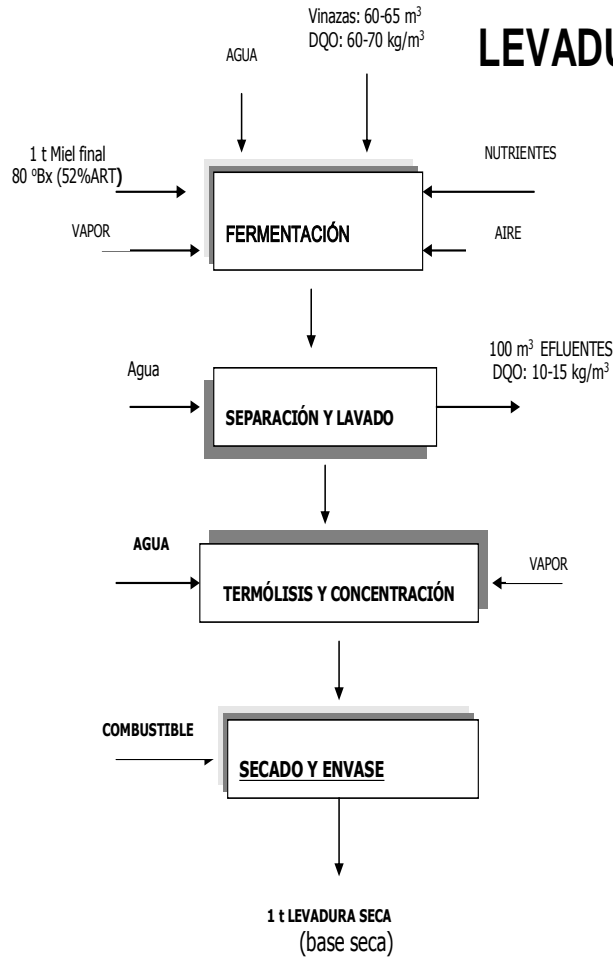 Vinazas: 60-65 m³
DQO: 60-70 kg/m³
LEVADU
AGUA
1 t Miel final
80 ºBx (52%ART)
NUTRIENTES
VAPOR
FERMENTACIÓN
AIRE
100 m³ EFLUENTES
DQO: 10-15 kg/m³
Agua
SEPARACIÓN Y LAVADO
AGUA
VAPOR
TERMÓLISIS Y CONCENTRACIÓN
COMBUSTIBLE
SECADO Y ENVASE
1 t LEVADURA SECA
(base seca)